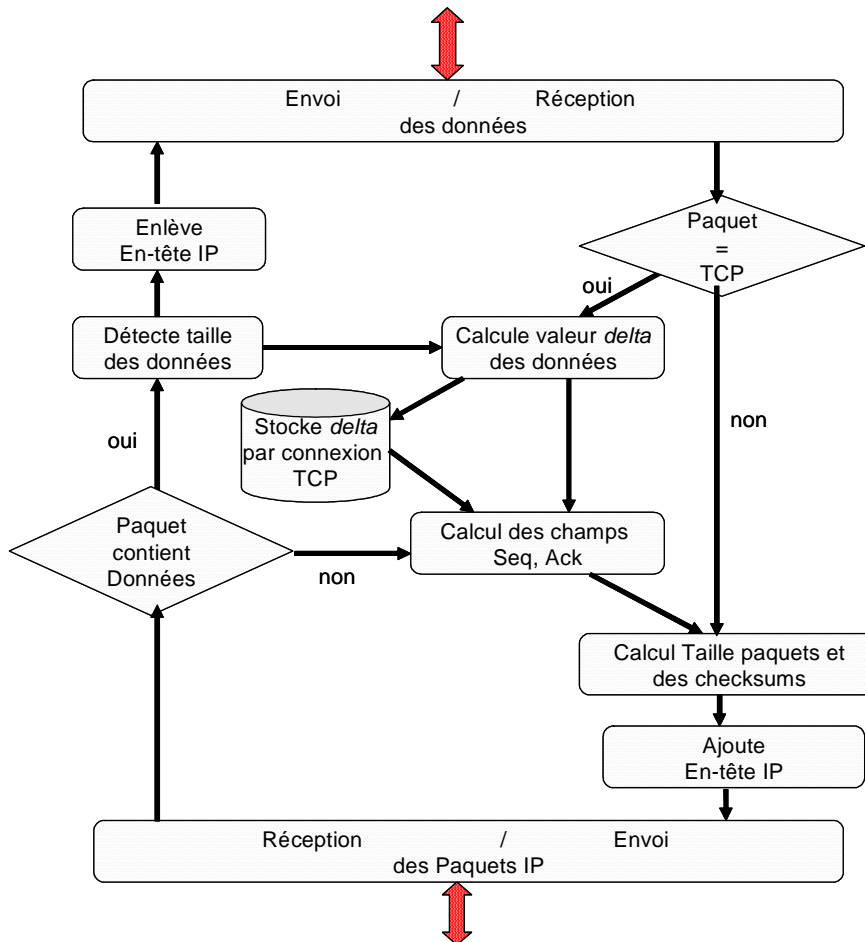 Envoi / Réception
des données
Enlève
En-tête IP
Paquet
=
TCP
oui
Détecte taille
des données
Calcule valeur delta
des données
Stocke delta
par connexion
TCP
oui
non
Paquet
contient
Données
non
Calcul des champs
Seq, Ack
Calcul Taille paquets et
des checksums
Ajoute
En-tête IP
Réception / Envoi
des Paquets IP